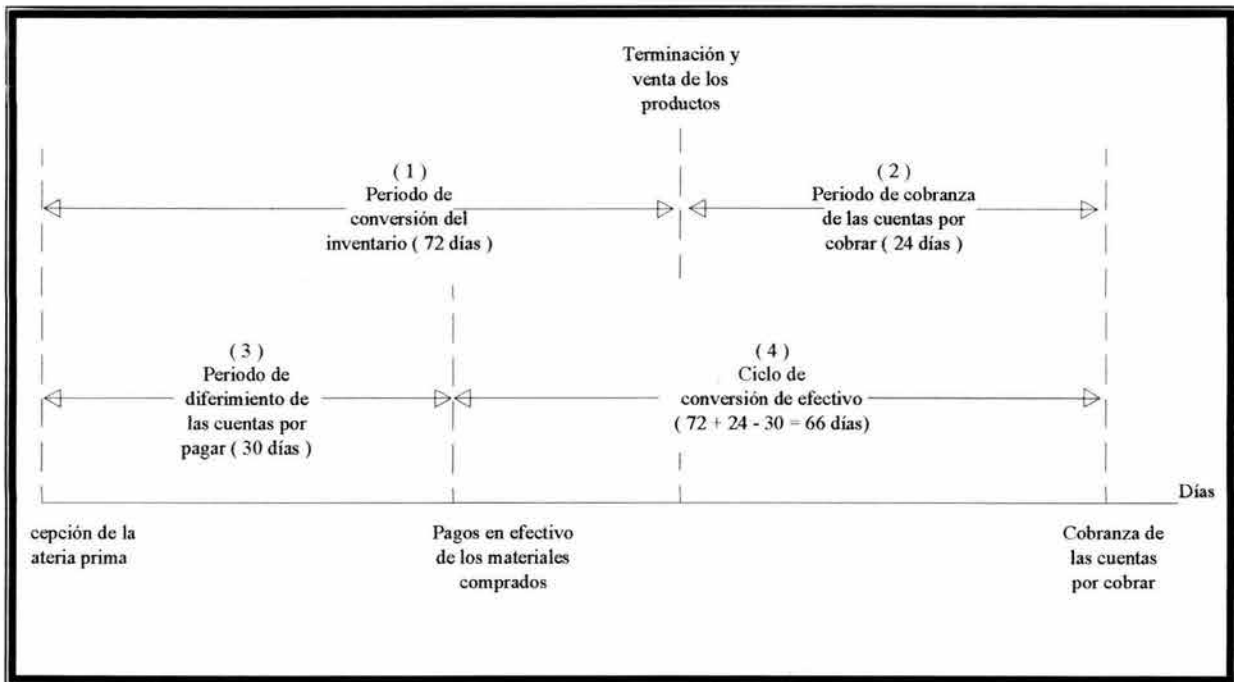 Terminación y
venta de los
productos
( 1 )
Periodo de
conversión del
inventario ( 72 días )
( 2 )
Periodo de cobranza
de las cuentas por
cobrar ( 24 días )
( 3 )
Periodo de
diferimiento de
las cuentas por
pagar ( 30 días )
( 4 )
Ciclo de
conversión de efectivo
( 72 + 24 - 30 = 66 días)
Días
cepción de la
ateria prima
Pagos en efectivo
de los materiales
comprados
Cobranza de
las cuentas
por cobrar